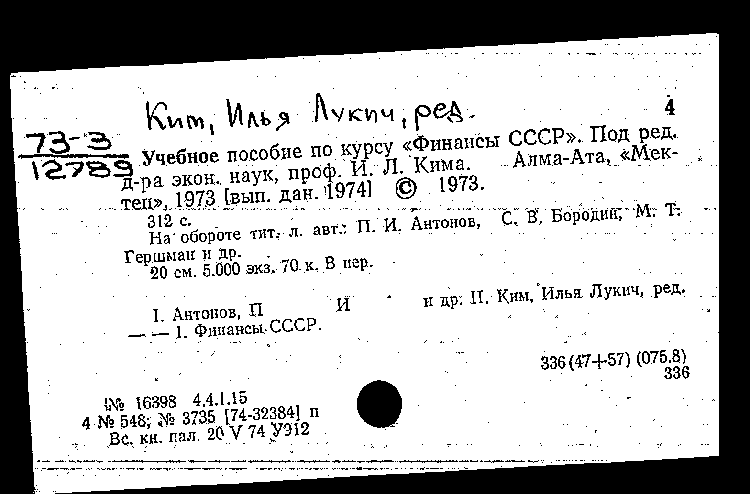 Ким, Илья Лукич, ред.
4
73-3
12789
Учебное пособие по курсу «Финансы СССР». Под ред.
д-ра экон. наук, проф. И. Л. Кима. Алма-Ата, «Мек-
теп», 1973 [вып. дан. 1974] © 1973.
312 с.
На обороте тит. л. авт.: П. И. Антонов, С. В. Бородин, М. Т.
Гершман и др.
20 см. 5.000 экз. 70 к. В пер.
I. Антонов, П И и др. II. Ким, Илья Лукич, ред.
— — 1. Финансы СССР.
336(47+57) (075.8)
336
№ 16398 4.4.1.15
4 № 548; № 3735 [74-32384] п
Вс. кн. пал. 20 V 74 У912